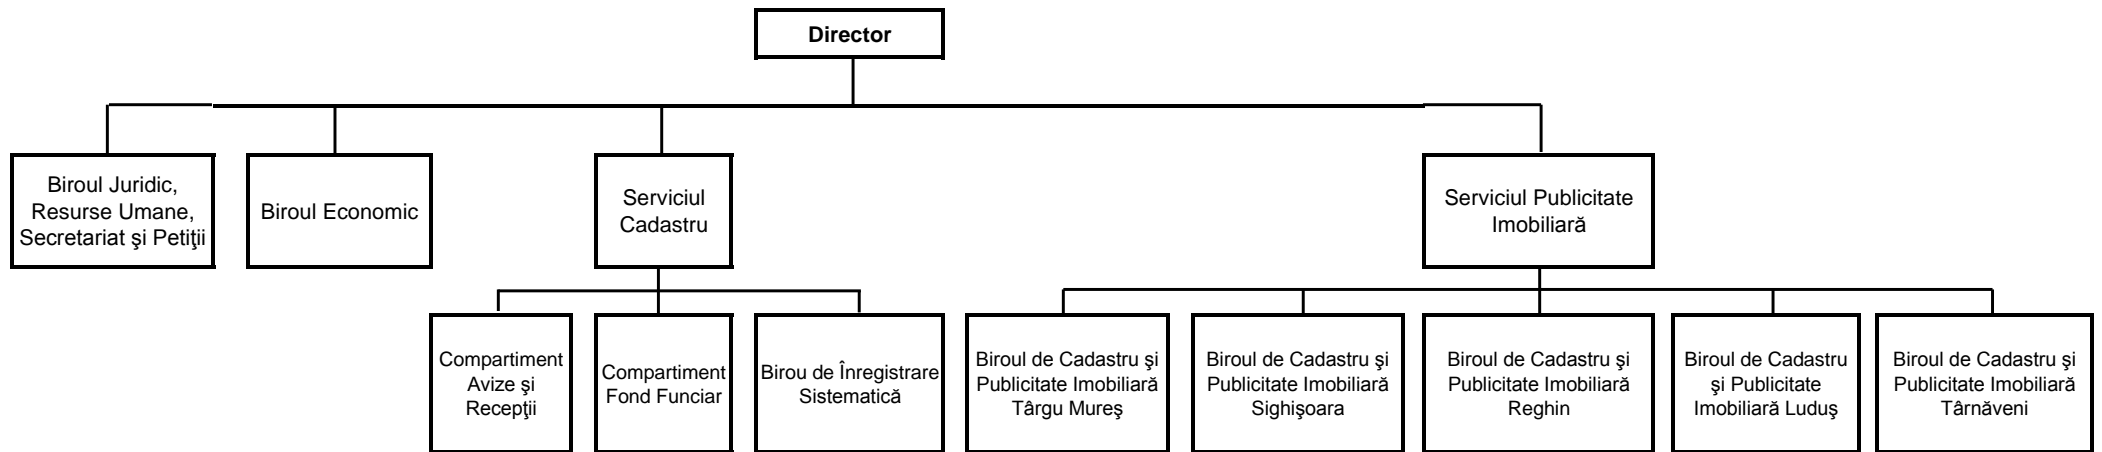 Director
Biroul Juridic,
Resurse Umane,
Secretariat şi Petiţii
Biroul Economic
Serviciul
Cadastru
Serviciul Publicitate
Imobiliară
Compartiment
Avize şi
Recepţii
Compartiment
Fond Funciar
Birou de Înregistrare
Sistematică
Biroul de Cadastru şi
Publicitate Imobiliară
Târgu Mureş
Biroul de Cadastru şi
Publicitate Imobiliară
Sighişoara
Biroul de Cadastru şi
Publicitate Imobiliară
Reghin
Biroul de Cadastru
şi Publicitate
Imobiliară Luduş
Biroul de Cadastru şi
Publicitate Imobiliară
Târnăveni